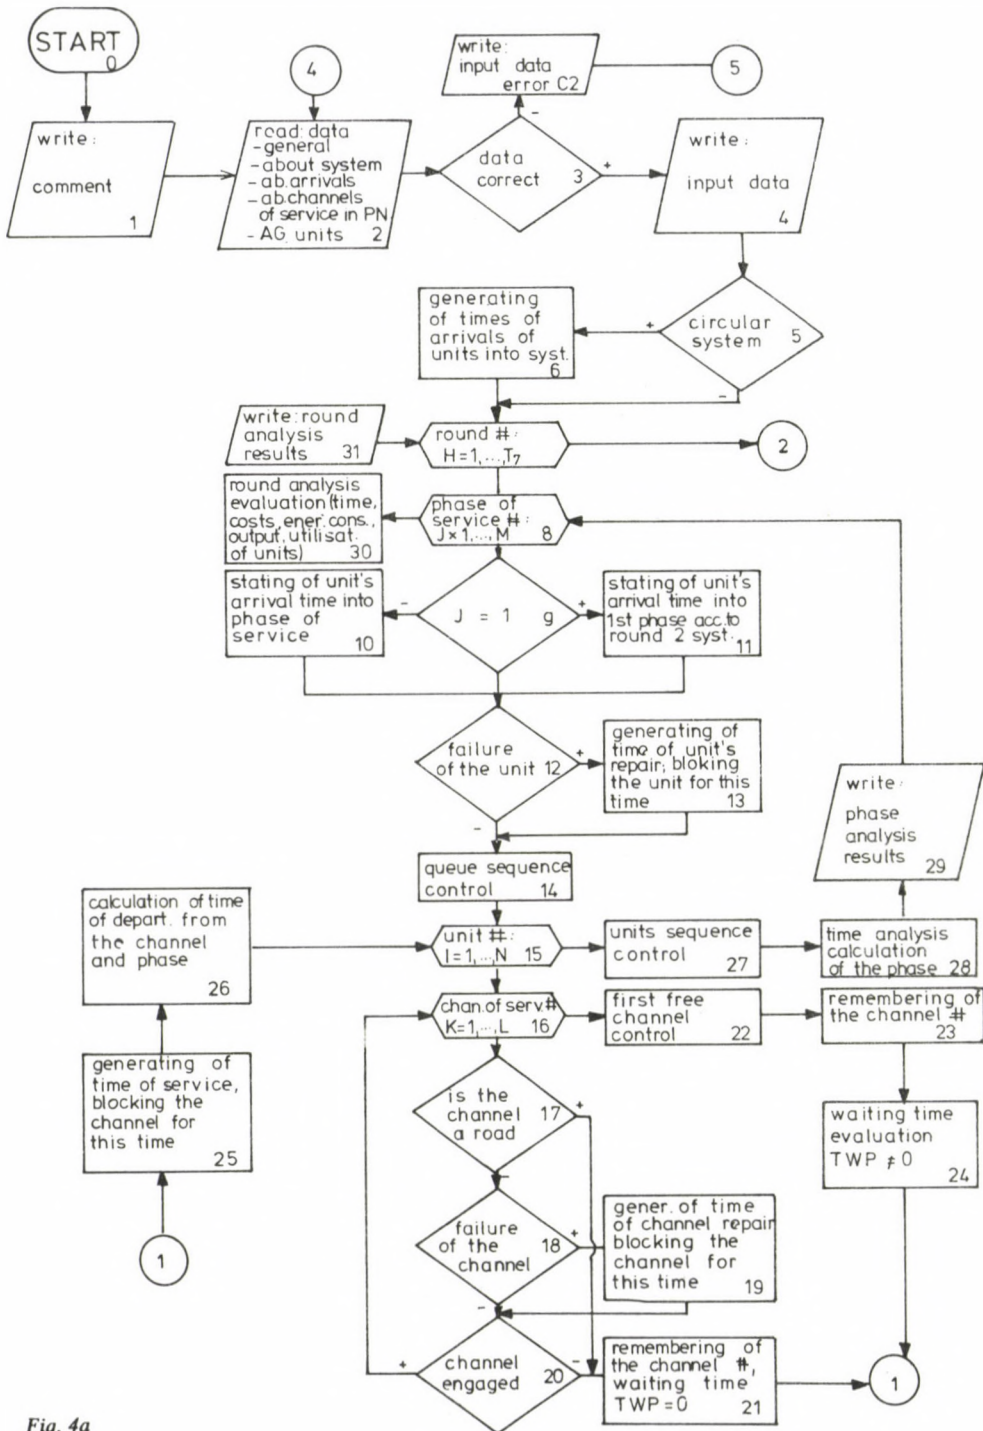 START
0
4
write:
input data
error C2
5
write:
comment
1
read: data
-general
-about system
-ab.arrivals
-ab.channels
of service in PN
- AG. units 2
data
correct 3
-
+
write:
input data
4
generating
of times of
arrivals of
units into syst.
6
+
circular
system 5
-
write: round
analysis
results 31
round #:
H=1,...,T7
2
round analysis
evaluation (time,
costs, ener. cons.,
output, utilisat.
of units) 30
phase of
service #:
J×1,...,M 8
stating of unit's
arrival time into
phase of
service 10
-
J = 1 g
+
stating of unit's
arrival time into
1st phase acc. to
round 2 syst. 11
failure
of the unit 12
+
-
generating of
time of unit's
repair; bloking
the unit for this
time 13
write:
phase
analysis
results 29
queue sequence
control 14
calculation of time
of depart. from
the channel
and phase
26
unit #:
I=1,...,N 15
units sequence
control 27
time analysis
calculation
of the phase 28
chan.of serv.#
K=1,...,L 16
first free
channel
control 22
remembering of
the channel #
23
generating of
time of service,
blocking the
channel for
this time
25
is the
channel
a road
17
+
-
waiting time
evaluation
TWP ≠ 0
24
1
failure
of the
channel
18
+
-
gener. of time
of channel repair
blocking the
channel for
this time 19
+
channel
engaged 20
-
remembering of
the channel #,
waiting time
TWP=0 21
1
Fig. 4a